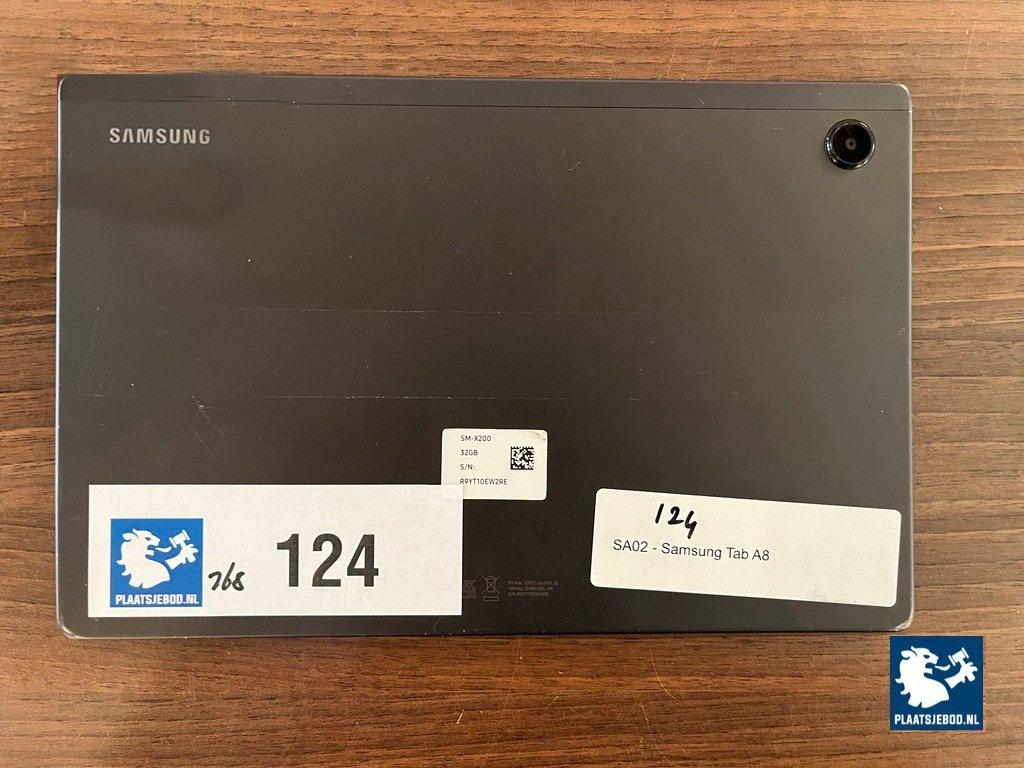 SAMSUNG
SM-X200
32GB
S/N:
R9YT10EW2RE
124
PLAATSJEBOD.NL
768
124
SA02 - Samsung Tab A8
PLAATSJEBOD.NL